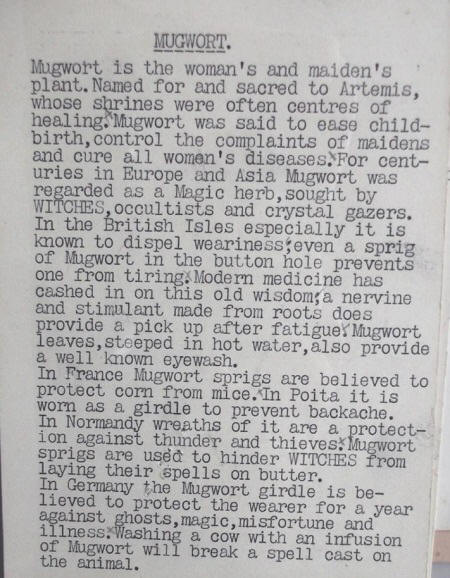 MUGWORT.
Mugwort is the woman's and maiden's
plant.Named for and sacred to Artemis,
whose shrines were often centres of
healing.Mugwort was said to ease child-
birth,control the complaints of maidens
and cure all women's diseases.For cent-
uries in Europe and Asia Mugwort was
regarded as a Magic herb,sought by
WITCHES,occultists and crystal gazers.
In the British Isles especially it is
known to dispel weariness;even a sprig
of Mugwort in the button hole prevents
one from tiring.Modern medicine has
cashed in on this old wisdom;a nervine
and stimulant made from roots does
provide a pick up after fatigue.Mugwort
leaves,steeped in hot water,also provide
a well known eyewash.
In France Mugwort sprigs are believed to
protect corn from mice.In Poita it is
worn as a girdle to prevent backache.
In Normandy wreaths of it are a protect-
ion against thunder and thieves.Mugwort
sprigs are used to hinder WITCHES from
laying their spells on butter.
In Germany the Mugwort girdle is be-
lieved to protect the wearer for a year
against ghosts,magic,misfortune and
illness.Washing a cow with an infusion
of Mugwort will break a spell cast on
the animal.